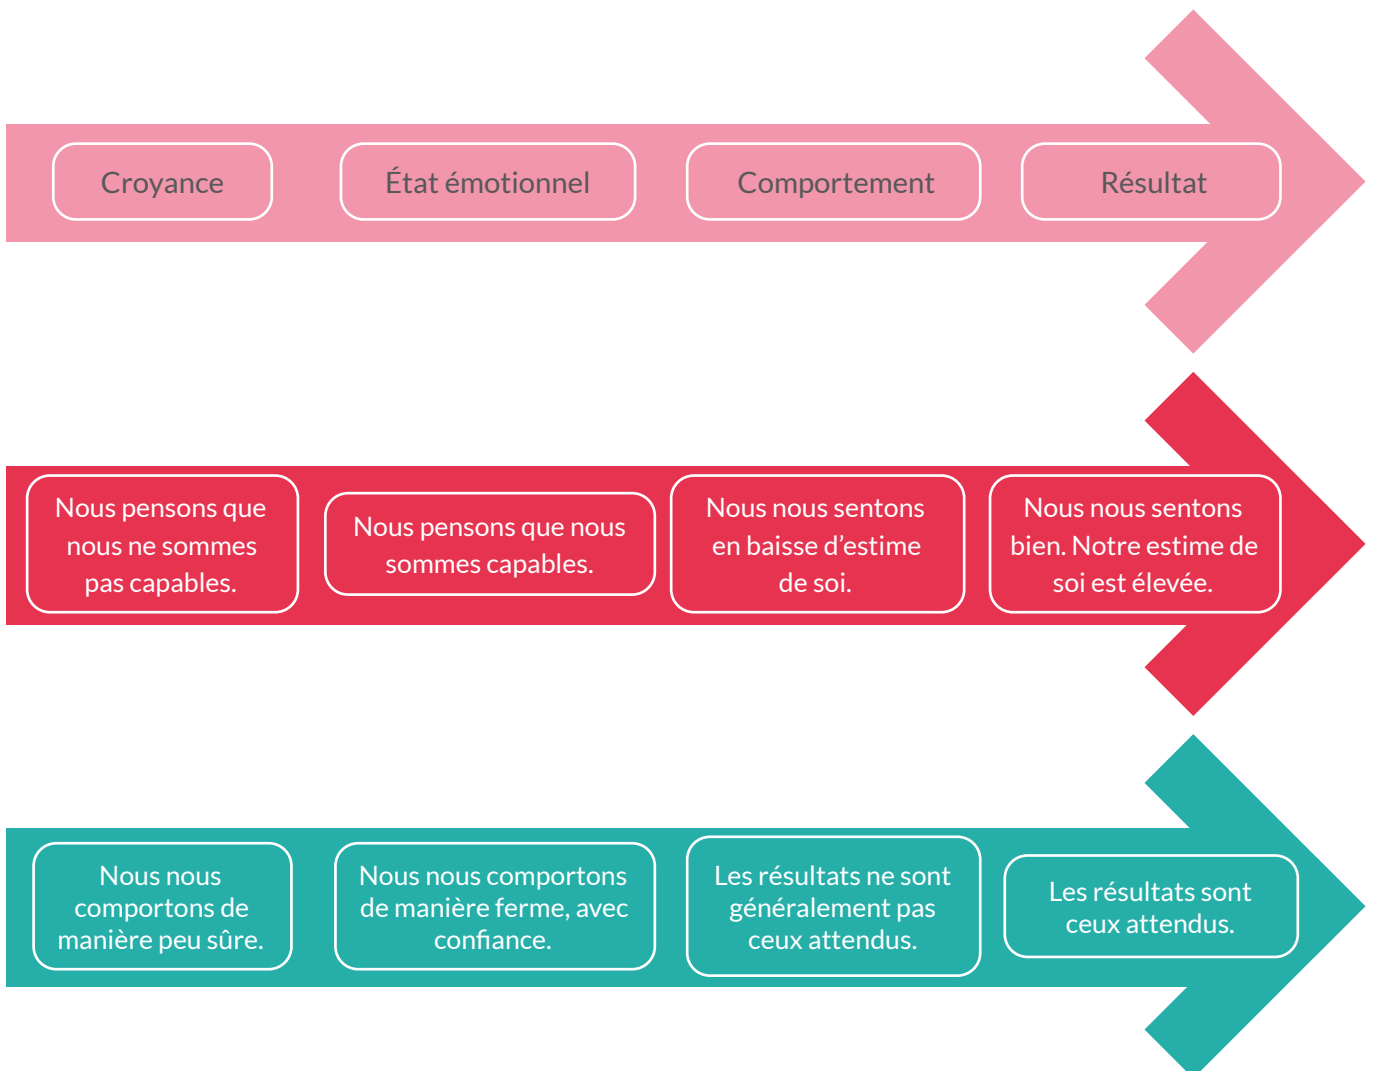 Croyance
État émotionnel
Comportement
Résultat
Nous pensons que
nous ne sommes
pas capables.
Nous pensons que nous
sommes capables.
Nous nous sentons
en baisse d’estime
de soi.
Nous nous sentons
bien. Notre estime de
soi est élevée.
Nous nous
comportons de
manière peu sûre.
Nous nous comportons
de manière ferme, avec
confiance.
Les résultats ne sont
généralement pas
ceux attendus.
Les résultats sont
ceux attendus.